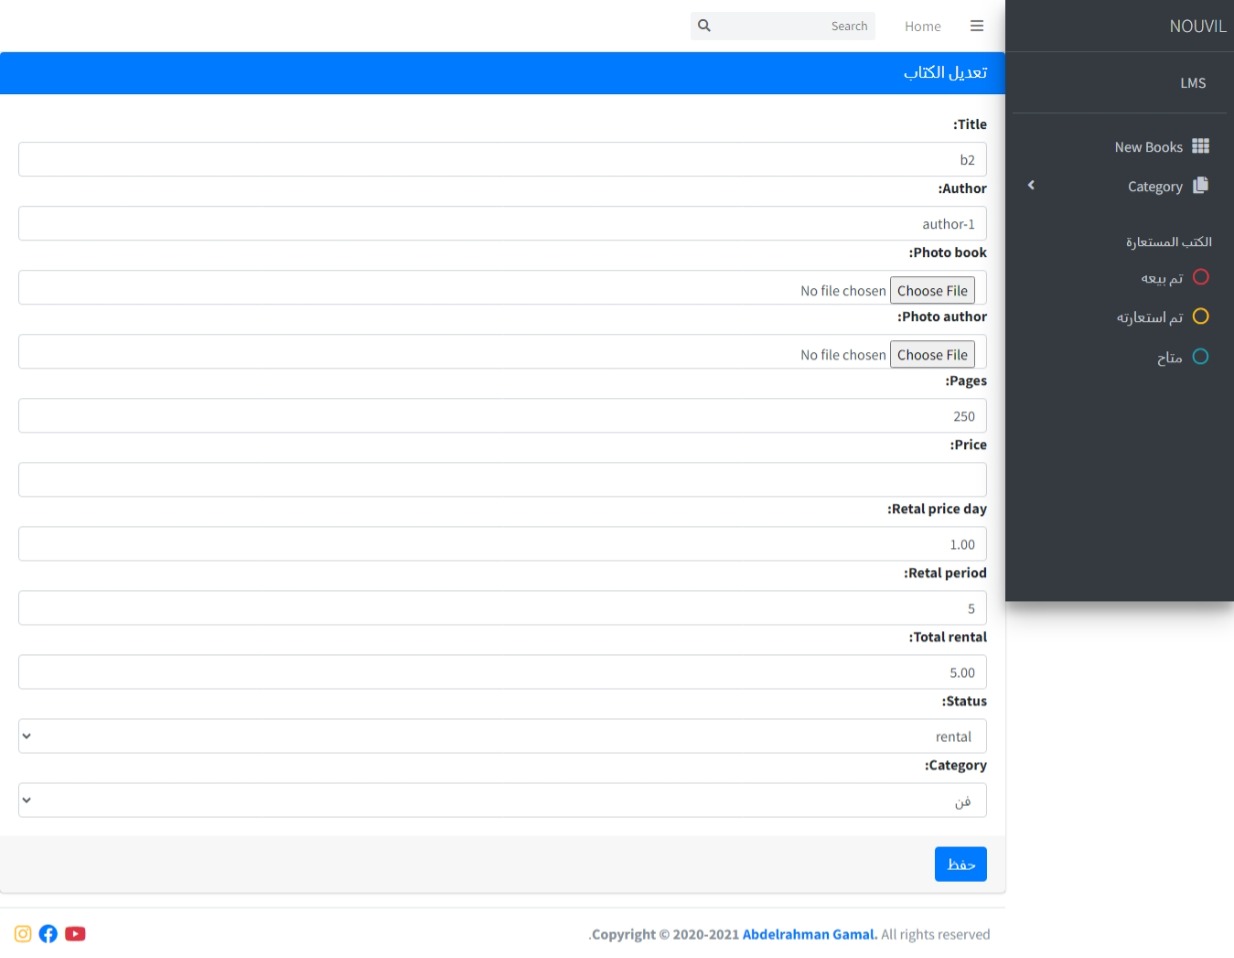 NOUVIL
LMS
New Books
Category
الكتب المستعارة
تم بيعه
تم استعارته
متاح
Home
Search
تعديل الكتاب
Title:
b2
Author:
author-1
Photo book:
Choose File No file chosen
Photo author:
Choose File No file chosen
Pages:
250
Price:
Retal price day:
1.00
Retal period:
5
Total rental:
5.00
Status:
rental
Category:
فن
حفظ
Copyright © 2020-2021 Abdelrahman Gamal. All rights reserved.